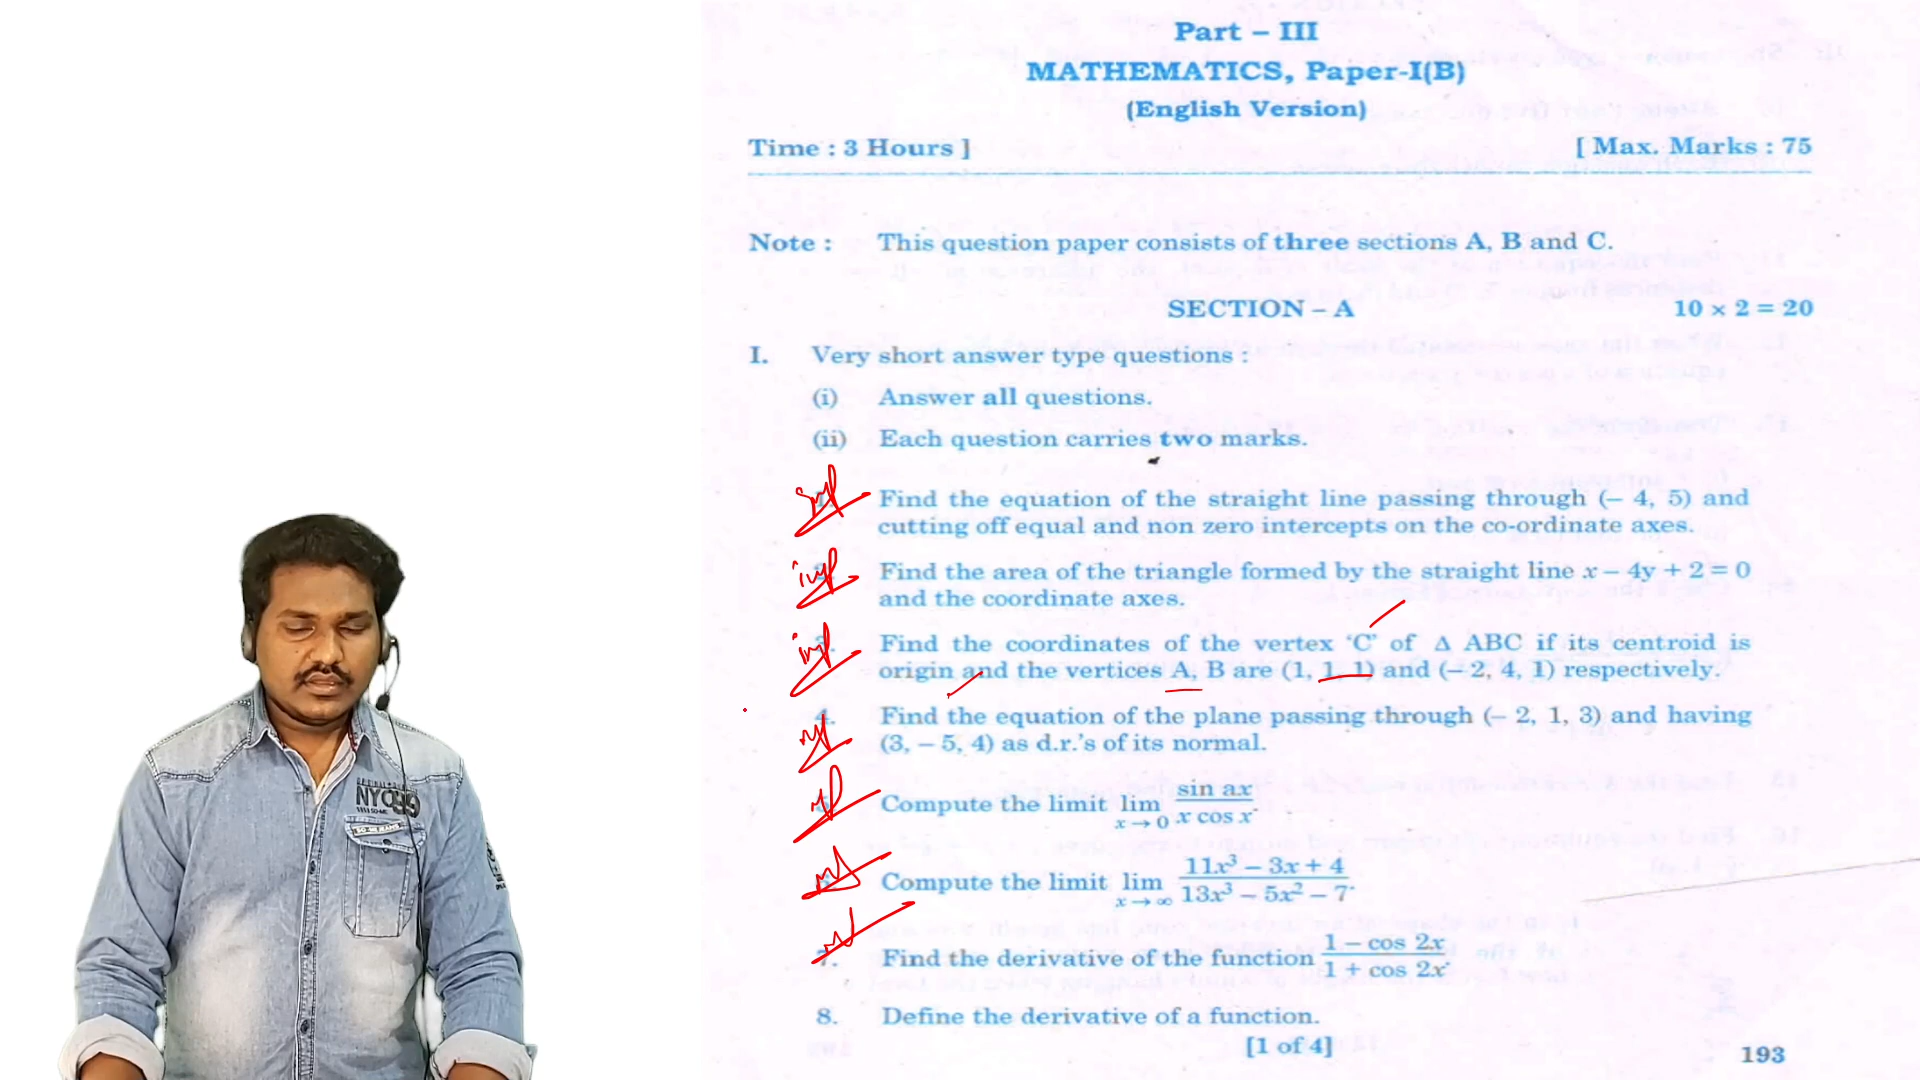 Part – III
MATHEMATICS, Paper-I(B)
(English Version)
Time : 3 Hours ] [ Max. Marks : 75
Note : This question paper consists of three sections A, B and C.
SECTION – A 10 × 2 = 20
I. Very short answer type questions :
(i) Answer all questions.
(ii) Each question carries two marks.
1. Find the equation of the straight line passing through (– 4, 5) and
cutting off equal and non zero intercepts on the co-ordinate axes.
2. Find the area of the triangle formed by the straight line x – 4y + 2 = 0
and the coordinate axes.
3. Find the coordinates of the vertex ‘C’ of Δ ABC if its centroid is
origin and the vertices A, B are (1, 1, 1) and (– 2, 4, 1) respectively.
4. Find the equation of the plane passing through (– 2, 1, 3) and having
(3, – 5, 4) as d.r.'s of its normal.
5. Compute the limit lim x→0 sin ax / x cos x.
6. Compute the limit lim x→∞ 11x³ – 3x + 4 / 13x³ – 5x² – 7.
7. Find the derivative of the function 1 – cos 2x / 1 + cos 2x.
8. Define the derivative of a function.
[1 of 4]
193
NYC 99